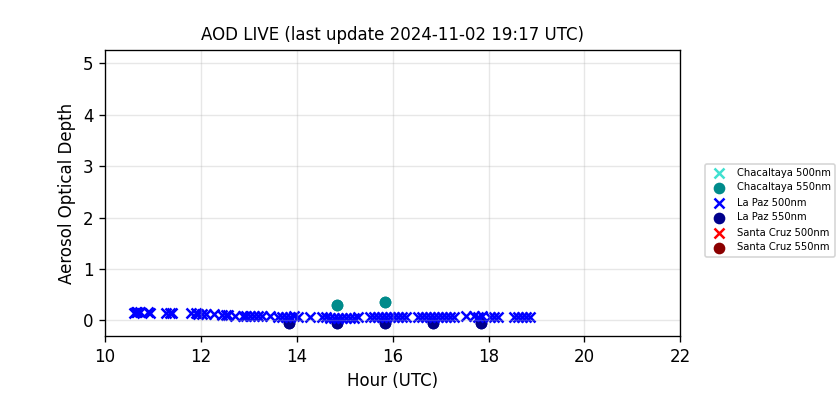 AOD LIVE (last update 2024-11-02 19:17 UTC)
Aerosol Optical Depth
5
4
3
2
1
0
10 12 14 16 18 20 22
Hour (UTC)
Chacaltaya 500nm
Chacaltaya 550nm
La Paz 500nm
La Paz 550nm
Santa Cruz 500nm
Santa Cruz 550nm